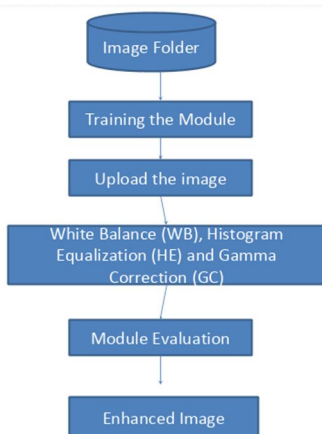 Image Folder
Training the Module
Upload the image
White Balance (WB), Histogram
Equalization (HE) and Gamma
Correction (GC)
Module Evaluation
Enhanced Image